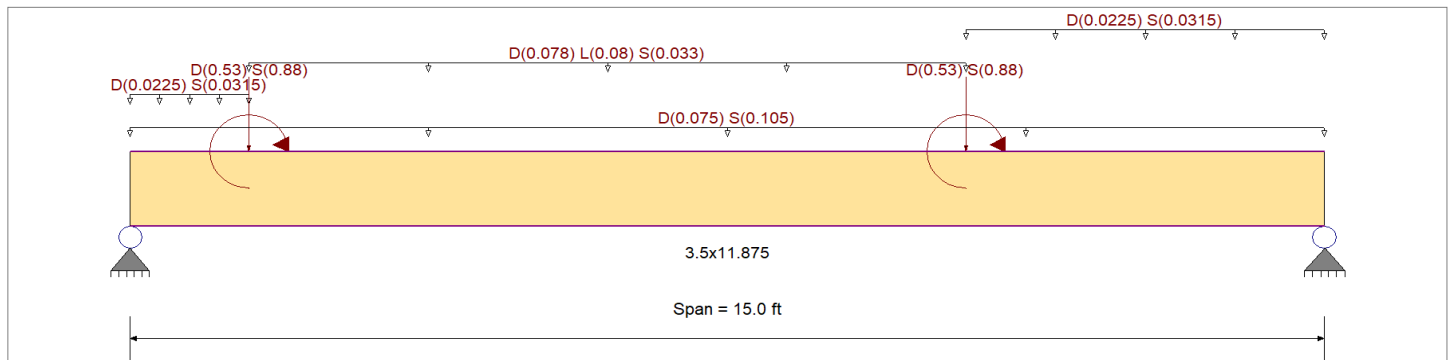 D(0.0225) S(0.0315)
D(0.078) L(0.08) S(0.033)
D(0.53) S(0.88)
D(0.53) S(0.88)
D(0.0225) S(0.0315)
D(0.075) S(0.105)
3.5x11.875
Span = 15.0 ft